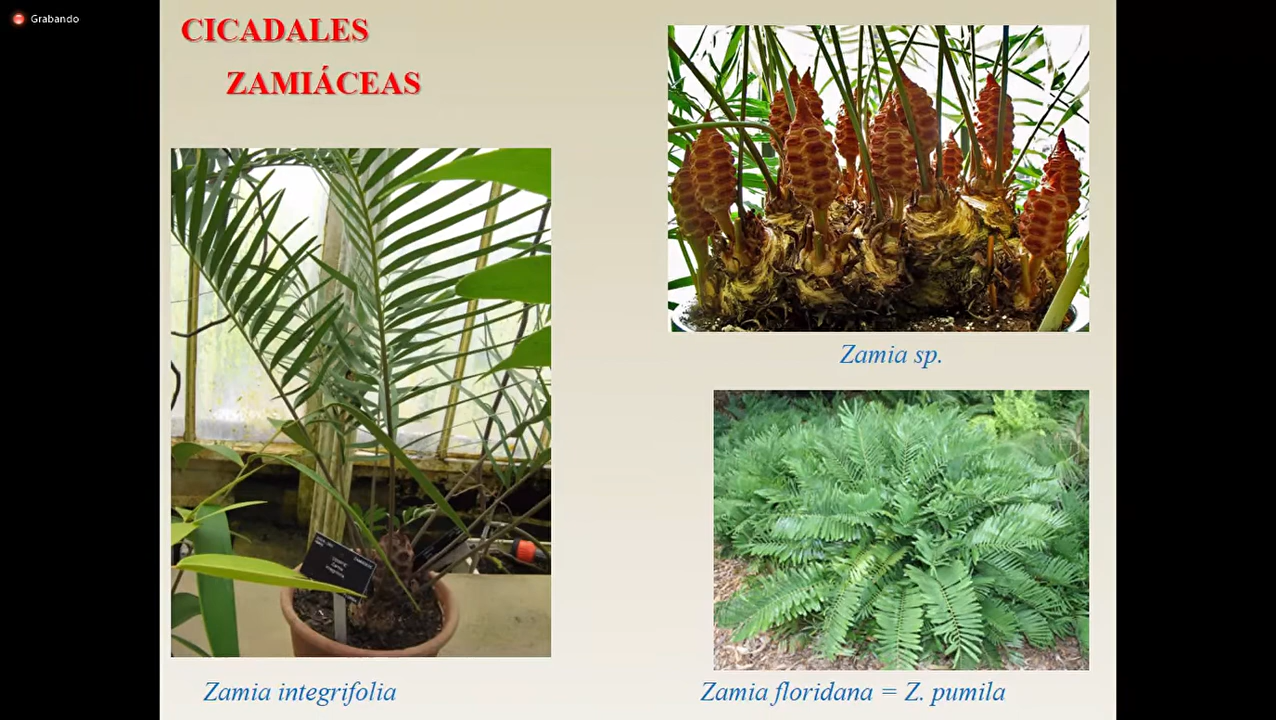 Grabando
CICADALES
ZAMIÁCEAS
Zamia sp.
Zamia integrifolia
Zamia floridana = Z. pumila